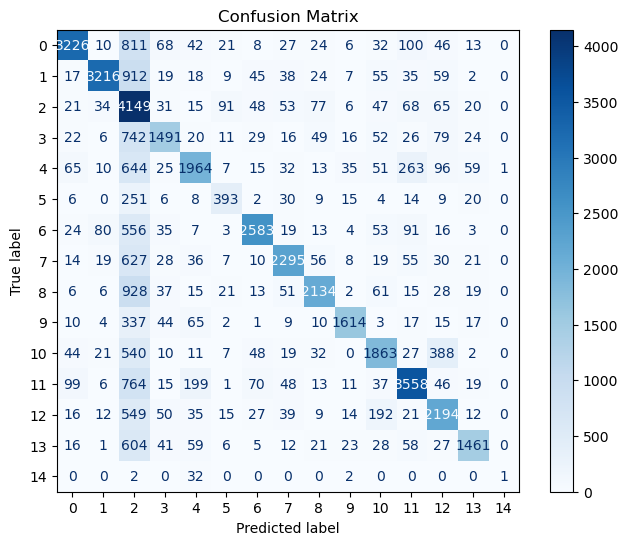 Confusion Matrix
0 3226 10 811 68 42 21 8 27 24 6 32 100 46 13 0
1 17 3216 912 19 18 9 45 38 24 7 55 35 59 2 0
2 21 34 4149 31 15 91 48 53 77 6 47 68 65 20 0
3 22 6 742 1491 20 11 29 16 49 16 52 26 79 24 0
4 65 10 644 25 1964 7 15 32 13 35 51 263 96 59 1
5 6 0 251 6 8 393 2 30 9 15 4 14 9 20 0
6 24 80 556 35 7 3 2583 19 13 4 53 91 16 3 0
7 14 19 627 28 36 7 10 2295 56 8 19 55 30 21 0
8 6 6 928 37 15 21 13 51 2134 2 61 15 28 19 0
9 10 4 337 44 65 2 1 9 10 1614 3 17 15 17 0
10 44 21 540 10 11 7 48 19 32 0 1863 27 388 2 0
11 99 6 764 15 199 1 70 48 13 11 37 3558 46 19 0
12 16 12 549 50 35 15 27 39 9 14 192 21 2194 12 0
13 16 1 604 41 59 6 5 12 21 23 28 58 27 1461 0
14 0 0 2 0 32 0 0 0 0 2 0 0 0 0 1
0 1 2 3 4 5 6 7 8 9 10 11 12 13 14
Predicted label
True label
4000
3500
3000
2500
2000
1500
1000
500
0